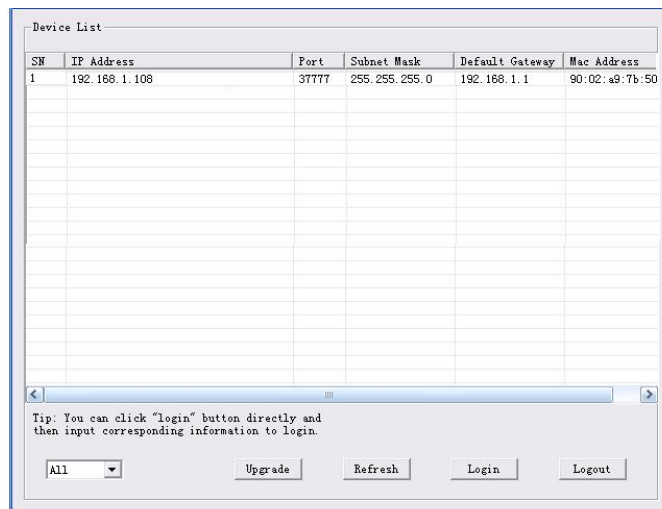 Device List
SN IP Address Port Subnet Mask Default Gateway Mac Address
1 192.168.1.108 37777 255.255.255.0 192.168.1.1 90:02:a9:7b:50
Tip: You can click "login" button directly and
then input corresponding information to login.
All Upgrade Refresh Login Logout